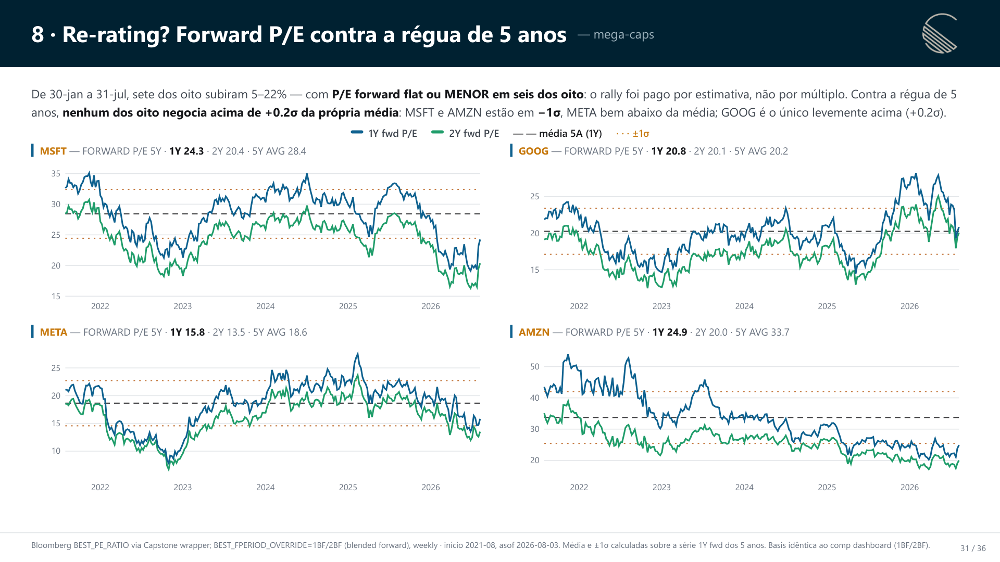 8 · Re-rating? Forward P/E contra a régua de 5 anos — mega-caps
De 30-jan a 31-jul, sete dos oito subiram 5–22% — com P/E forward flat ou MENOR em seis dos oito: o rally foi pago por estimativa, não por múltiplo. Contra a régua de 5
anos, nenhum dos oito negocia acima de +0.2σ da própria média: MSFT e AMZN estão em −1σ, META bem abaixo da média; GOOG é o único levemente acima (+0.2σ).
1Y fwd P/E 2Y fwd P/E — — média 5A (1Y) · · · ±1σ
MSFT — FORWARD P/E 5Y · 1Y 24.3 · 2Y 20.4 · 5Y AVG 28.4
35
30
25
20
15
2022 2023 2024 2025 2026
GOOG — FORWARD P/E 5Y · 1Y 20.8 · 2Y 20.1 · 5Y AVG 20.2
25
20
15
2022 2023 2024 2025 2026
META — FORWARD P/E 5Y · 1Y 15.8 · 2Y 13.5 · 5Y AVG 18.6
25
20
15
10
2022 2023 2024 2025 2026
AMZN — FORWARD P/E 5Y · 1Y 24.9 · 2Y 20.0 · 5Y AVG 33.7
50
40
30
20
2022 2023 2024 2025 2026
Bloomberg BEST_PE_RATIO via Capstone wrapper; BEST_FPERIOD_OVERRIDE=1BF/2BF (blended forward), weekly · início 2021-08, asof 2026-08-03. Média e ±1σ calculadas sobre a série 1Y fwd dos 5 anos. Basis idêntica ao comp dashboard (1BF/2BF).
31 / 36